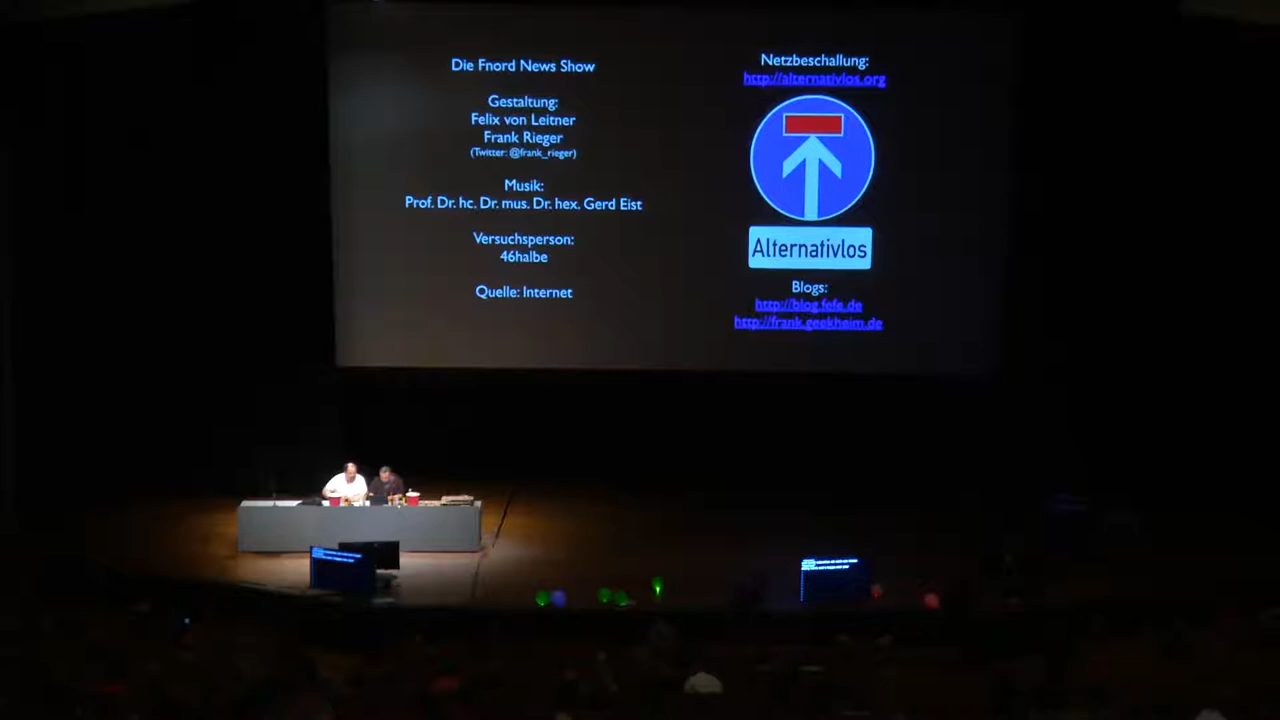 Die Fnord News Show
Gestaltung:
Felix von Leitner
Frank Rieger
(Twitter: @frank_rieger)
Musik:
Prof. Dr. hc. Dr. mus. Dr. hex. Gerd Eist
Versuchsperson:
46halbe
Quelle: Internet
Netzbeschallung:
http://alternativlos.org
Alternativlos
Blogs:
http://blog.fefe.de
http://frank.geekheim.de